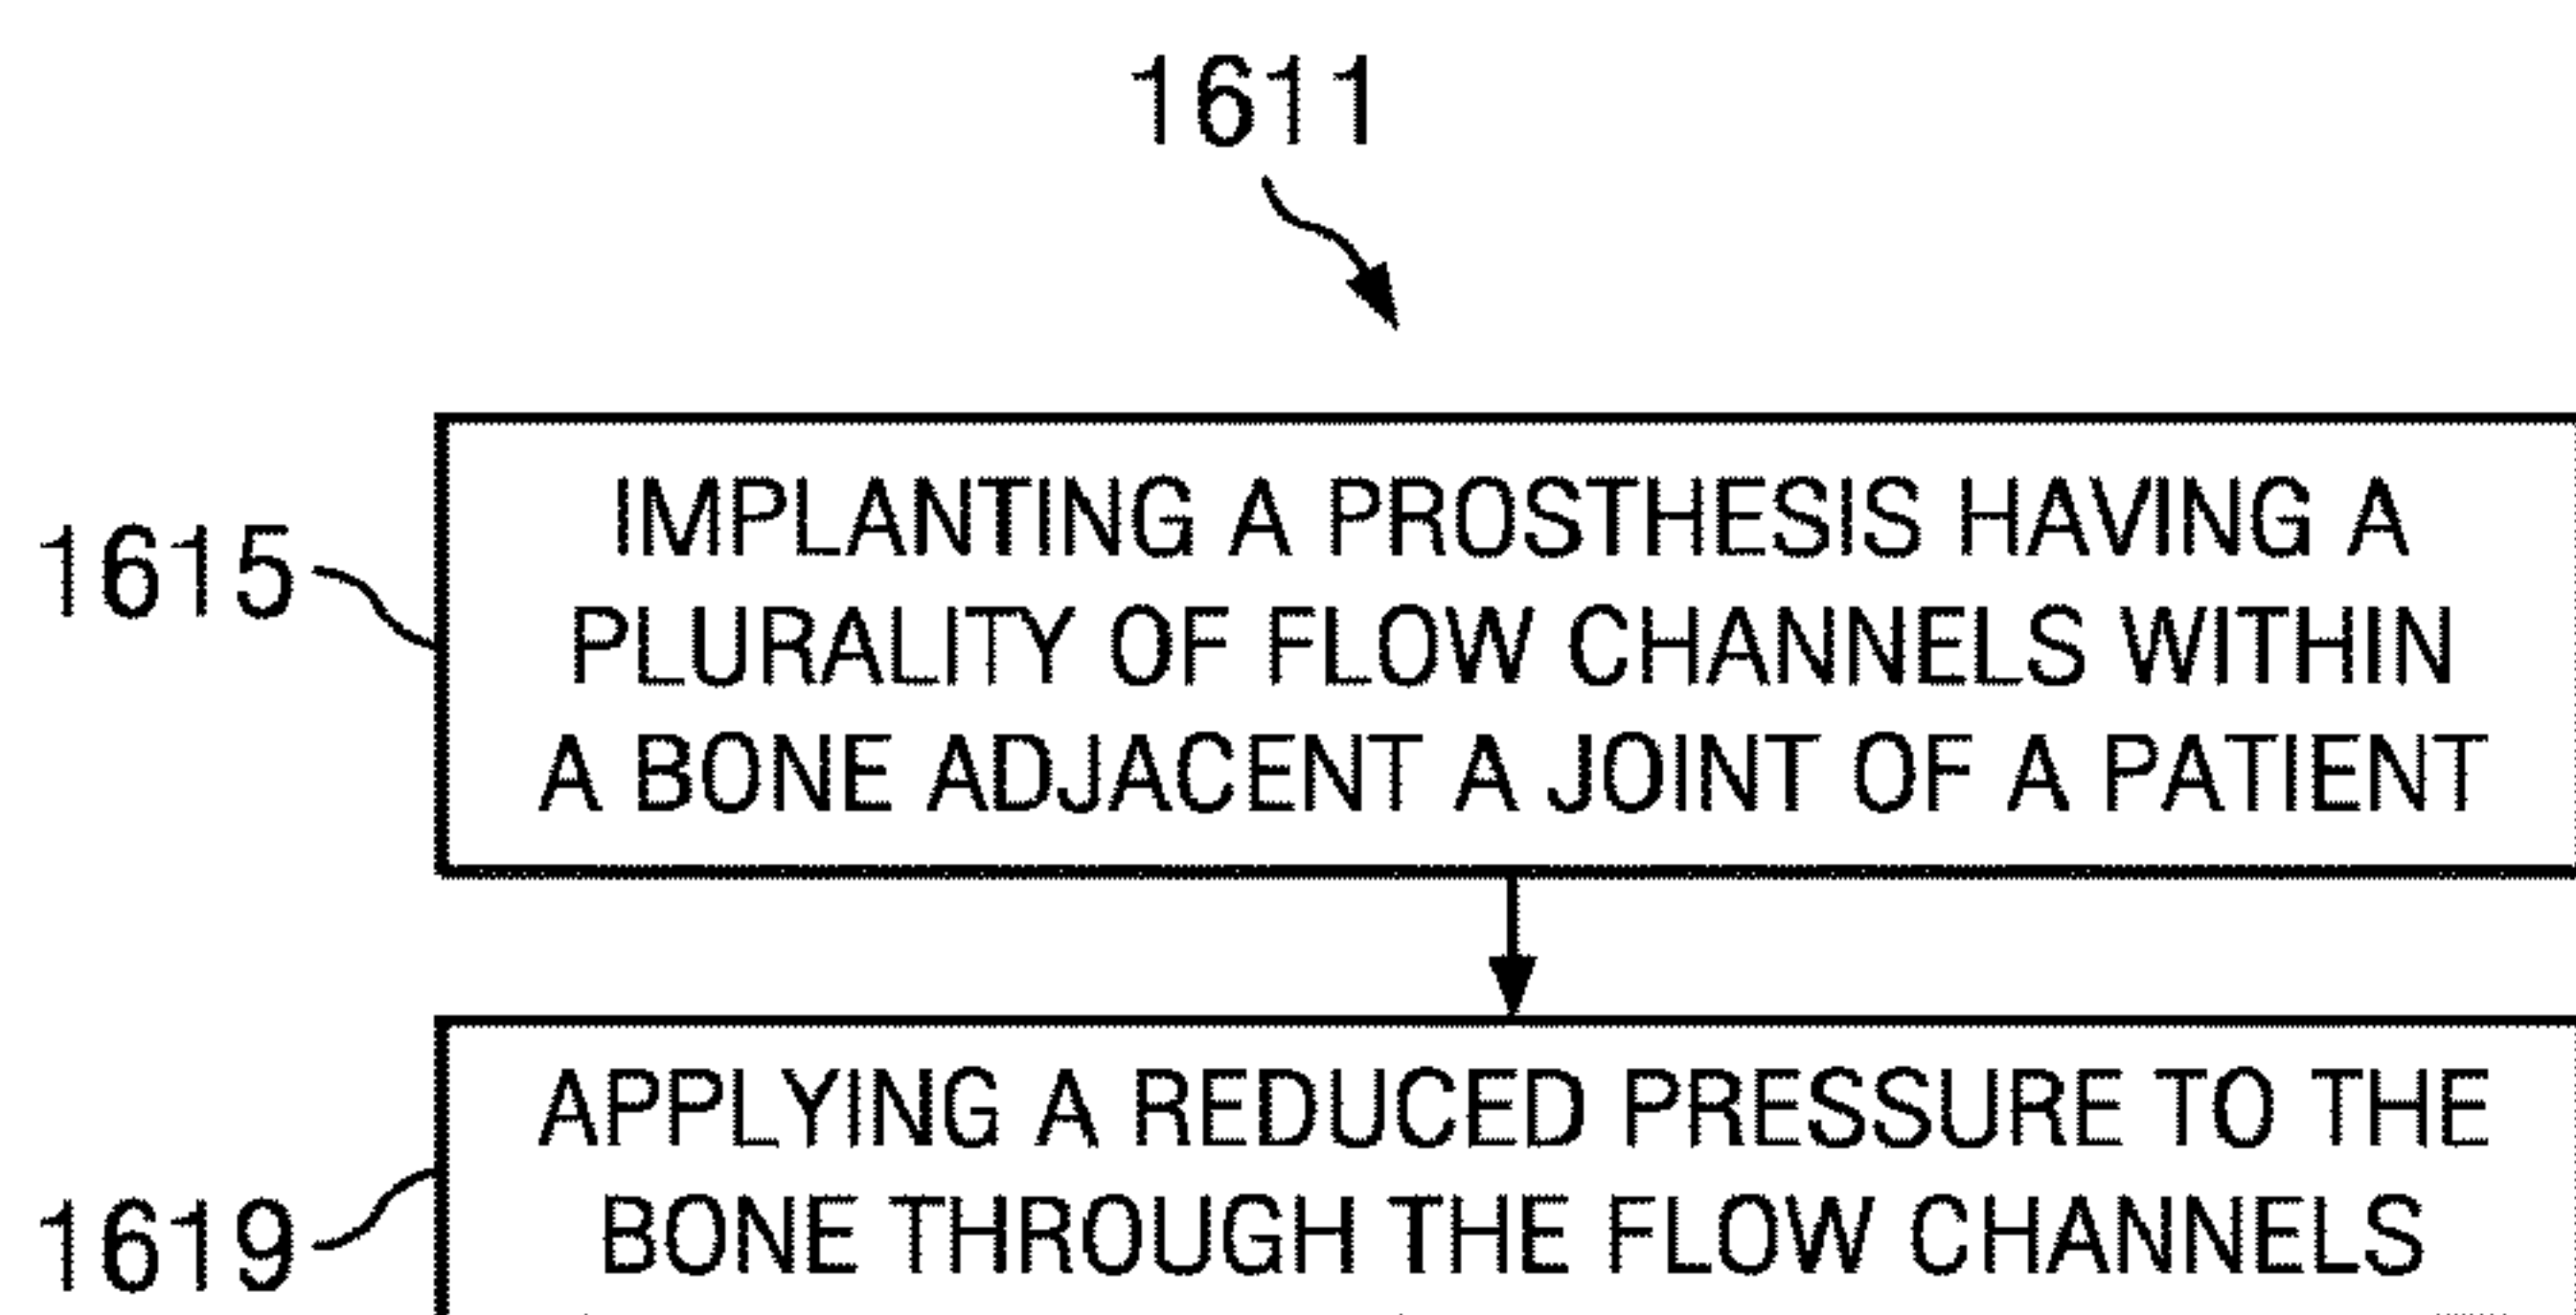 1611
1615
IMPLANTING A PROSTHESIS HAVING A
PLURALITY OF FLOW CHANNELS WITHIN
A BONE ADJACENT A JOINT OF A PATIENT
1619
APPLYING A REDUCED PRESSURE TO THE
BONE THROUGH THE FLOW CHANNELS